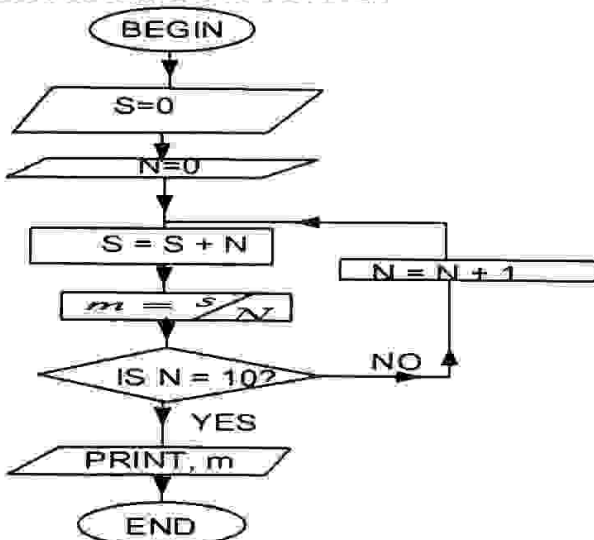 BEGIN
S=0
N=0
S = S + N
N = N + 1
m = s/N
IS N = 10?
NO
YES
PRINT, m
END